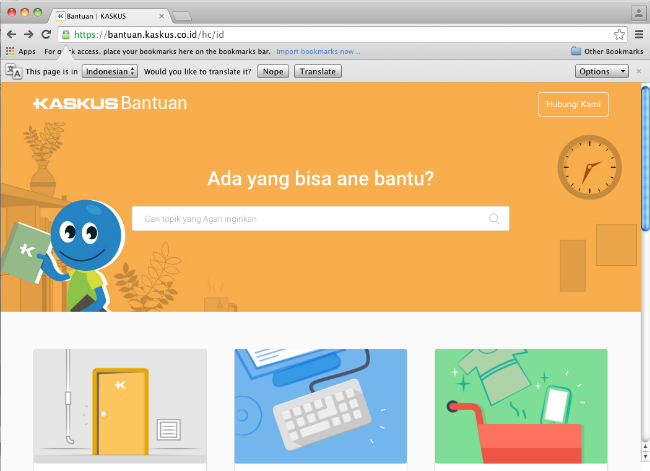 Bantuan | KASKUS
https://bantuan.kaskus.co.id/hc/id
Apps For q ck access, place your bookmarks here on the bookmarks bar. Import bookmarks now... Other Bookmarks
This page is in Indonesian Would you like to translate it? Nope Translate Options
KASKUS Bantuan Hubungi Kami
Ada yang bisa ane bantu?
Cari topik yang Agan inginkan